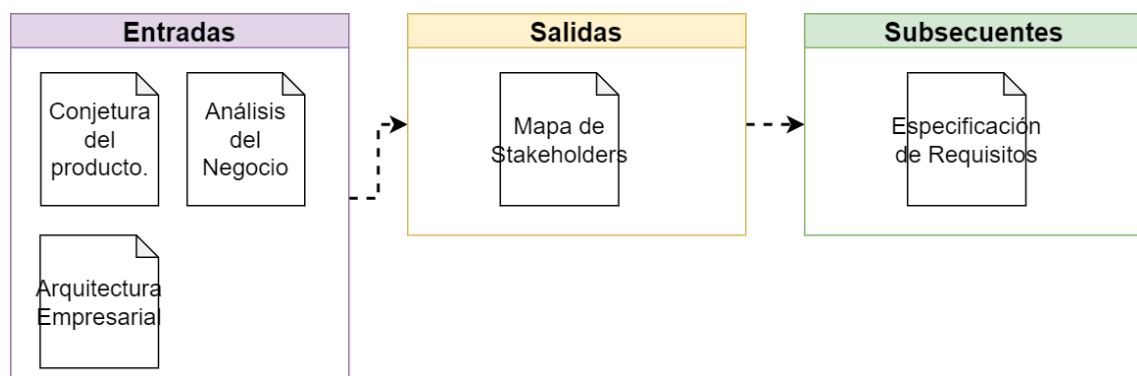 Entradas
Conjetura
del
producto.
Análisis
del
Negocio
Arquitectura
Empresarial
Salidas
Mapa de
Stakeholders
Subsecuentes
Especificación
de Requisitos